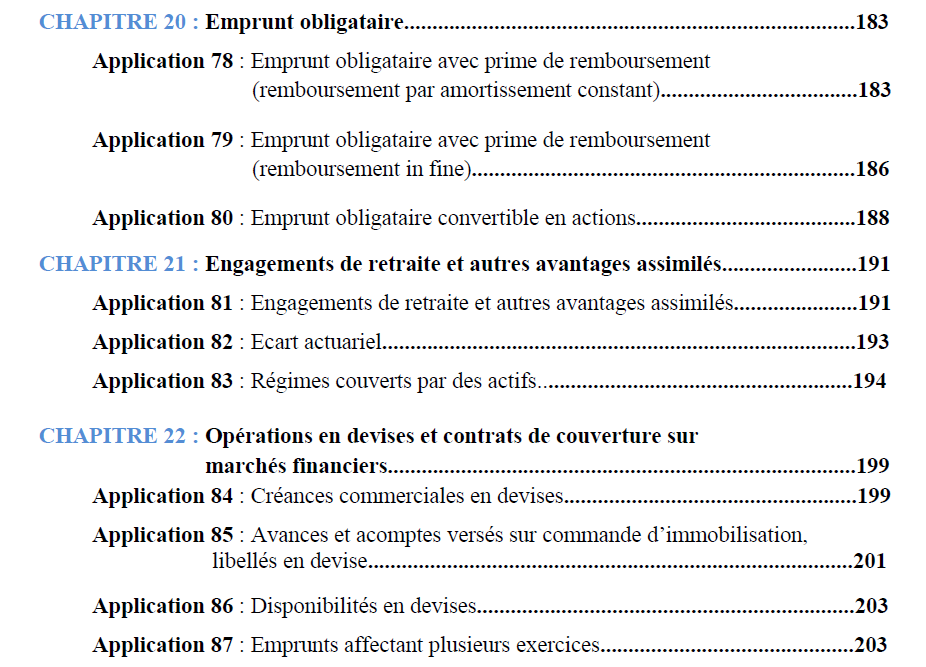 CHAPITRE 20 : Emprunt obligataire..............................................................................183
Application 78 : Emprunt obligataire avec prime de remboursement
(remboursement par amortissement constant)..................................183
Application 79 : Emprunt obligataire avec prime de remboursement
(remboursement in fine)..................................................................186
Application 80 : Emprunt obligataire convertible en actions......................................188
CHAPITRE 21 : Engagements de retraite et autres avantages assimilés.......................191
Application 81 : Engagements de retraite et autres avantages assimilés.....................191
Application 82 : Ecart actuariel..................................................................................193
Application 83 : Régimes couverts par des actifs......................................................194
CHAPITRE 22 : Opérations en devises et contrats de couverture sur
marchés financiers.................................................................................199
Application 84 : Créances commerciales en devises..................................................199
Application 85 : Avances et acomptes versés sur commande d’immobilisation,
libellés en devise....................................................................................201
Application 86 : Disponibilités en devises.................................................................203
Application 87 : Emprunts affectant plusieurs exercices............................................203